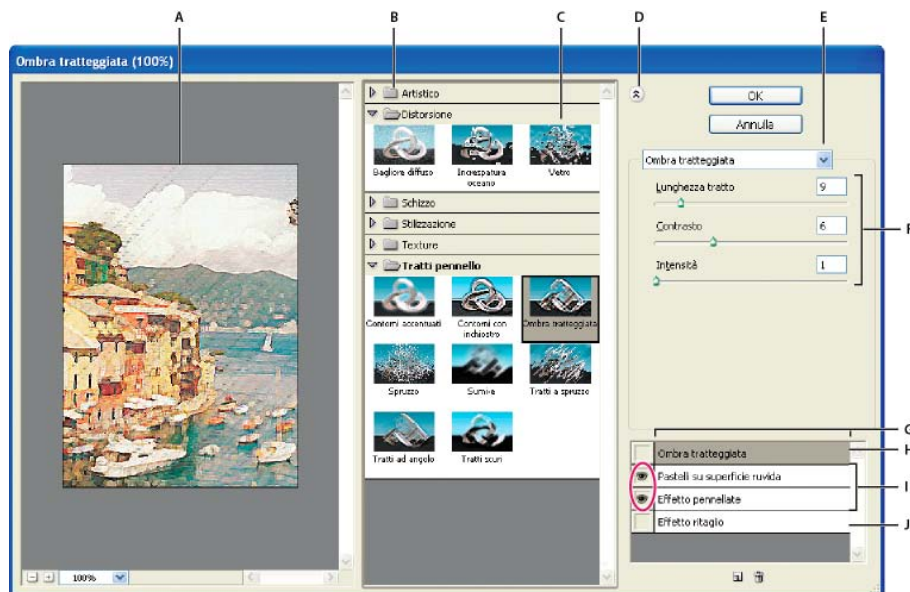 A B C D E
Ombra tratteggiata (100%)
Artistico
Distorsione
Bagliore diffuso
Increspatura oceano
Vetro
Schizzo
Stilizzazione
Texture
Tratti pennello
Contorni accentuati
Contorni con inchiostro
Ombra tratteggiata
Spruzzo
Sumi-e
Tratti a spruzzo
Tratti ad angolo
Tratti scuri
100%
OK
Annulla
Ombra tratteggiata
Lunghezza tratto 9
Contrasto 6
Intensità 1
F
G
Ombra tratteggiata H
Pastelli su superficie ruvida
I
Effetto pennellate
Effetto ritaglio J